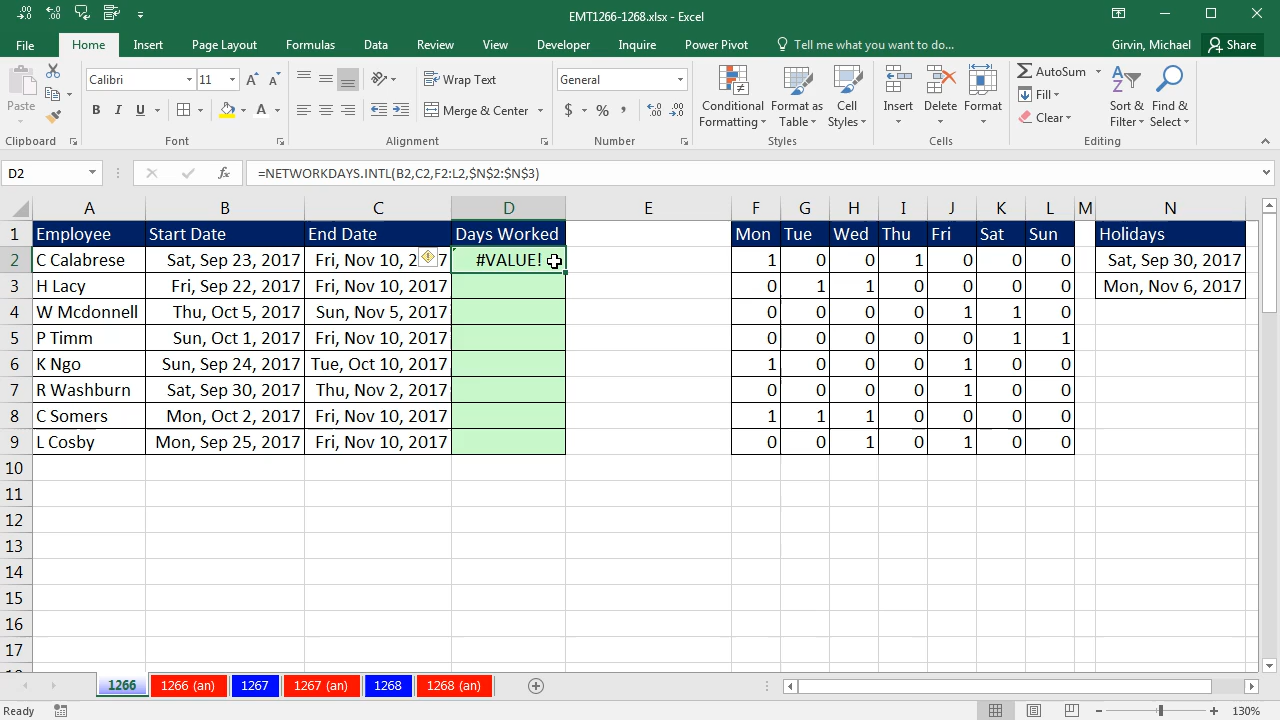 EMT1266-1268.xlsx - Excel
File Home Insert Page Layout Formulas Data Review View Developer Inquire Power Pivot Tell me what you want to do... Girvin, Michael Share
Calibri 11 Wrap Text General AutoSum
Paste B I U Merge & Center $ % , Conditional Formatting Format as Table Cell Styles Insert Delete Format Fill Clear Sort & Filter Find & Select
Clipboard Font Alignment Number Styles Cells Editing
D2 fx =NETWORKDAYS.INTL(B2,C2,F2:L2,$N$2:$N$3)
A B C D E F G H I J K L M N
1 Employee Start Date End Date Days Worked Mon Tue Wed Thu Fri Sat Sun Holidays
2 C Calabrese Sat, Sep 23, 2017 Fri, Nov 10, 2 7 #VALUE! 1 0 0 1 0 0 0 Sat, Sep 30, 2017
3 H Lacy Fri, Sep 22, 2017 Fri, Nov 10, 2017 0 1 1 0 0 0 0 Mon, Nov 6, 2017
4 W Mcdonnell Thu, Oct 5, 2017 Sun, Nov 5, 2017 0 0 0 0 1 1 0
5 P Timm Sun, Oct 1, 2017 Fri, Nov 10, 2017 0 0 0 0 0 1 1
6 K Ngo Sun, Sep 24, 2017 Tue, Oct 10, 2017 1 0 0 0 1 0 0
7 R Washburn Sat, Sep 30, 2017 Thu, Nov 2, 2017 0 0 0 0 1 0 0
8 C Somers Mon, Oct 2, 2017 Fri, Nov 10, 2017 1 1 1 0 0 0 0
9 L Cosby Mon, Sep 25, 2017 Fri, Nov 10, 2017 0 0 1 0 1 0 0
10
11
12
13
14
15
16
17
1266 1266 (an) 1267 1267 (an) 1268 1268 (an)
Ready 130%